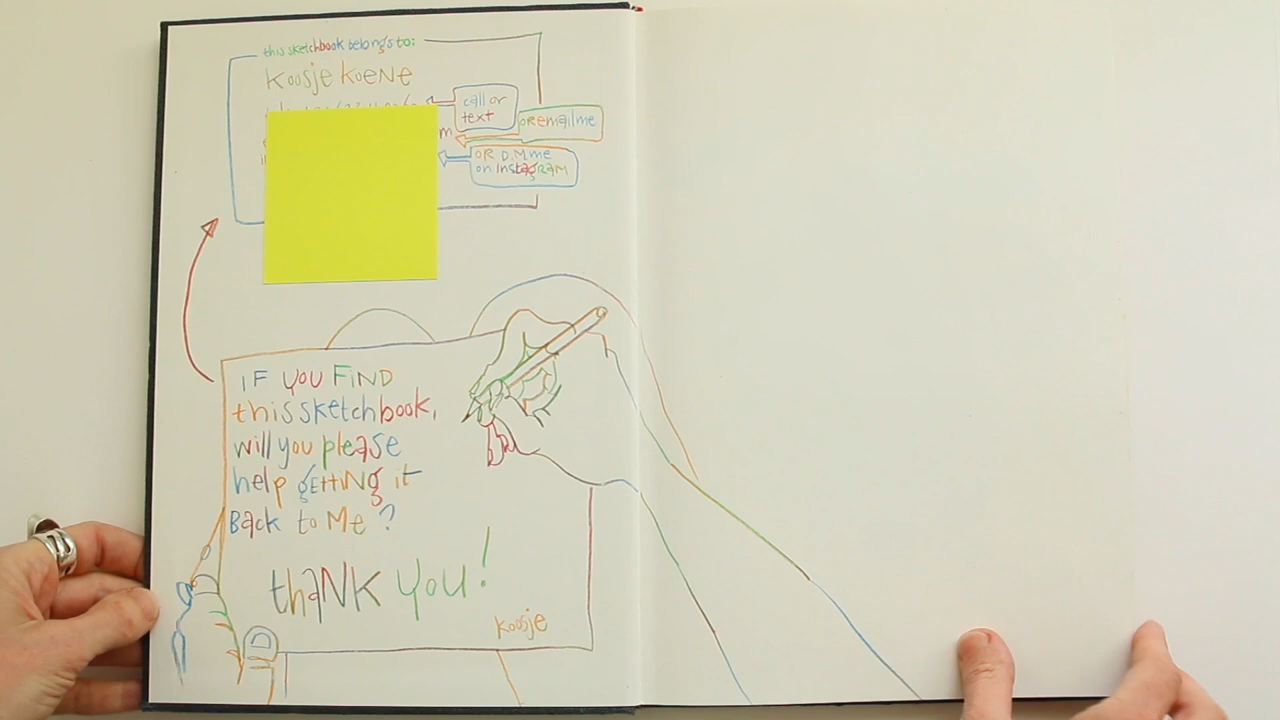 this sketchbook belongs to:
Koosje Koene
call or
text
OR email me
m
OR D.M me
on Instagram
IF YOU FIND
this sketchbook,
will you please
help gETTiNg it
Back to Me ?
thaNK you!
koosje